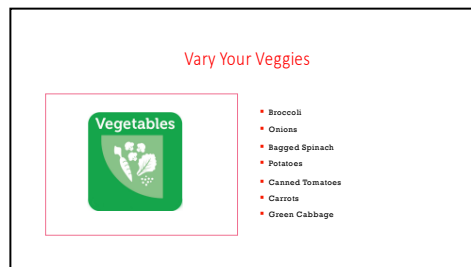 Vary Your Veggies
Vegetables
▪ Broccoli
▪ Onions
▪ Bagged Spinach
▪ Potatoes
▪ Canned Tomatoes
▪ Carrots
▪ Green Cabbage